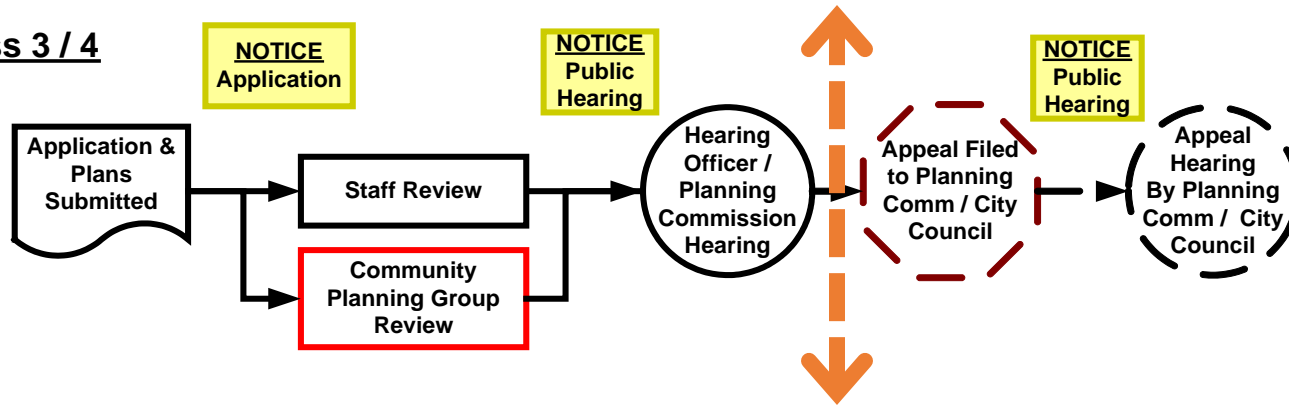 ss 3 / 4
NOTICE
Application
NOTICE
Public
Hearing
NOTICE
Public
Hearing
Application &
Plans
Submitted
Staff Review
Community
Planning Group
Review
Hearing
Officer /
Planning
Commission
Hearing
Appeal Filed
to Planning
Comm / City
Council
Appeal
Hearing
By Planning
Comm / City
Council